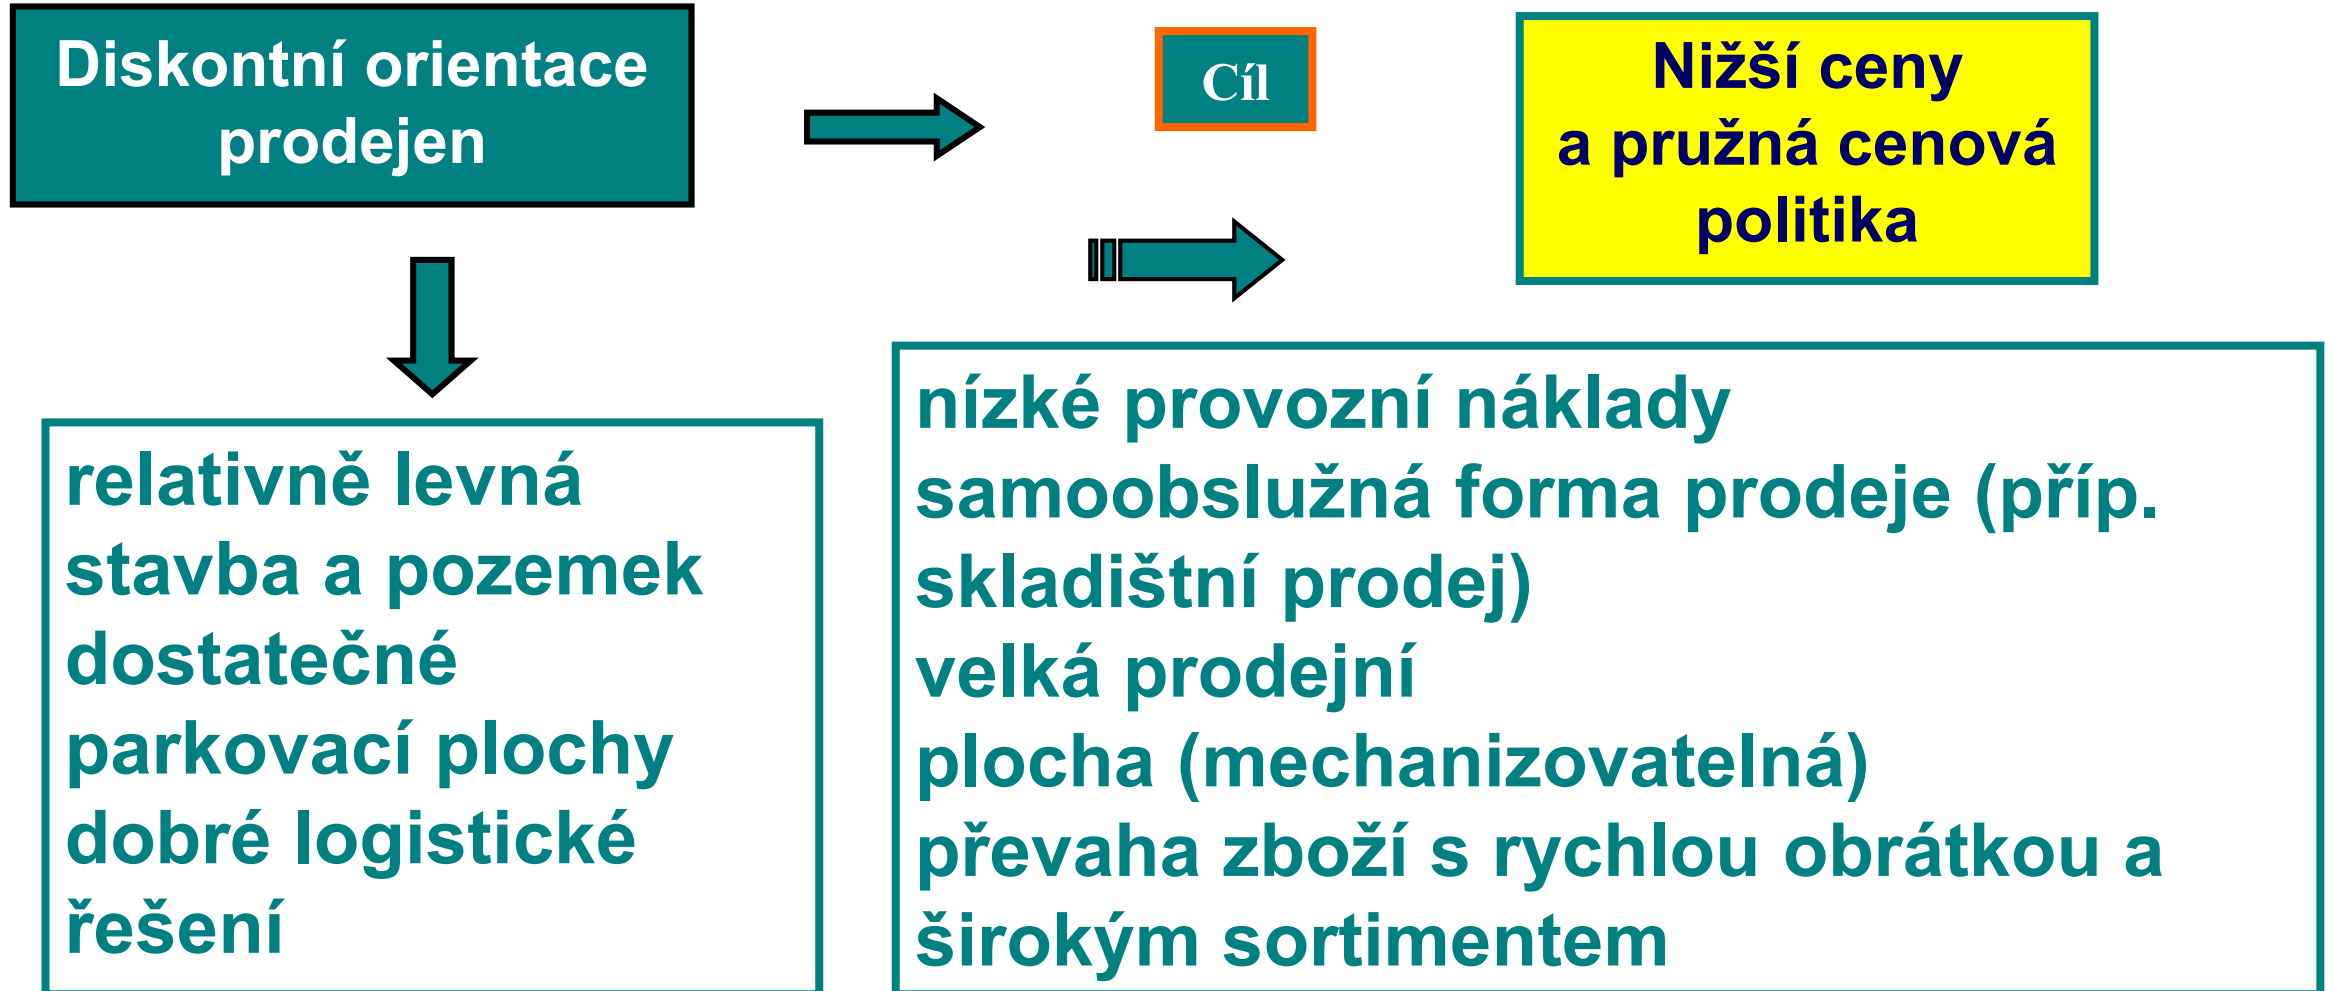 Diskontní orientace
prodejen
Cíl
Nižší ceny
a pružná cenová
politika
relativně levná
stavba a pozemek
dostatečné
parkovací plochy
dobré logistické
řešení
nízké provozní náklady
samoobslužná forma prodeje (příp.
skladištní prodej)
velká prodejní
plocha (mechanizovatelná)
převaha zboží s rychlou obrátkou a
širokým sortimentem